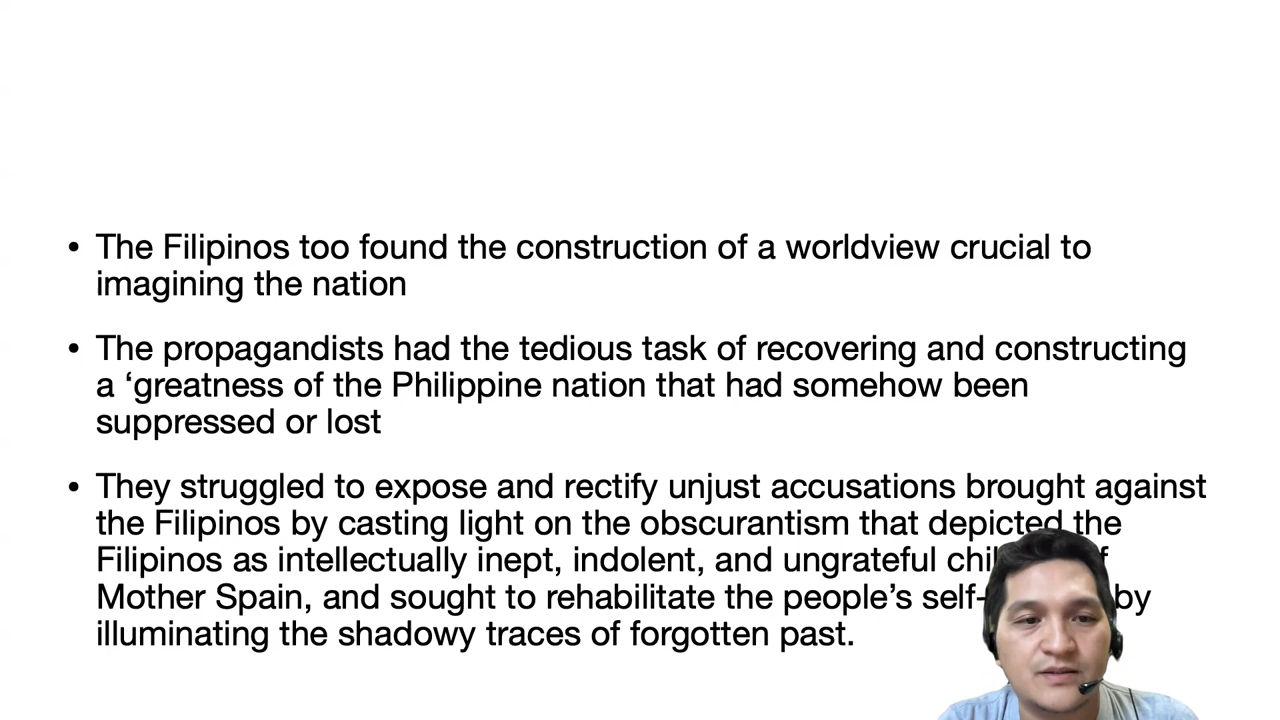 • The Filipinos too found the construction of a worldview crucial to
imagining the nation
• The propagandists had the tedious task of recovering and constructing
a ‘greatness of the Philippine nation that had somehow been
suppressed or lost
• They struggled to expose and rectify unjust accusations brought against
the Filipinos by casting light on the obscurantism that depicted the
Filipinos as intellectually inept, indolent, and ungrateful
Mother Spain, and sought to rehabilitate the people’s self- by
illuminating the shadowy traces of forgotten past.